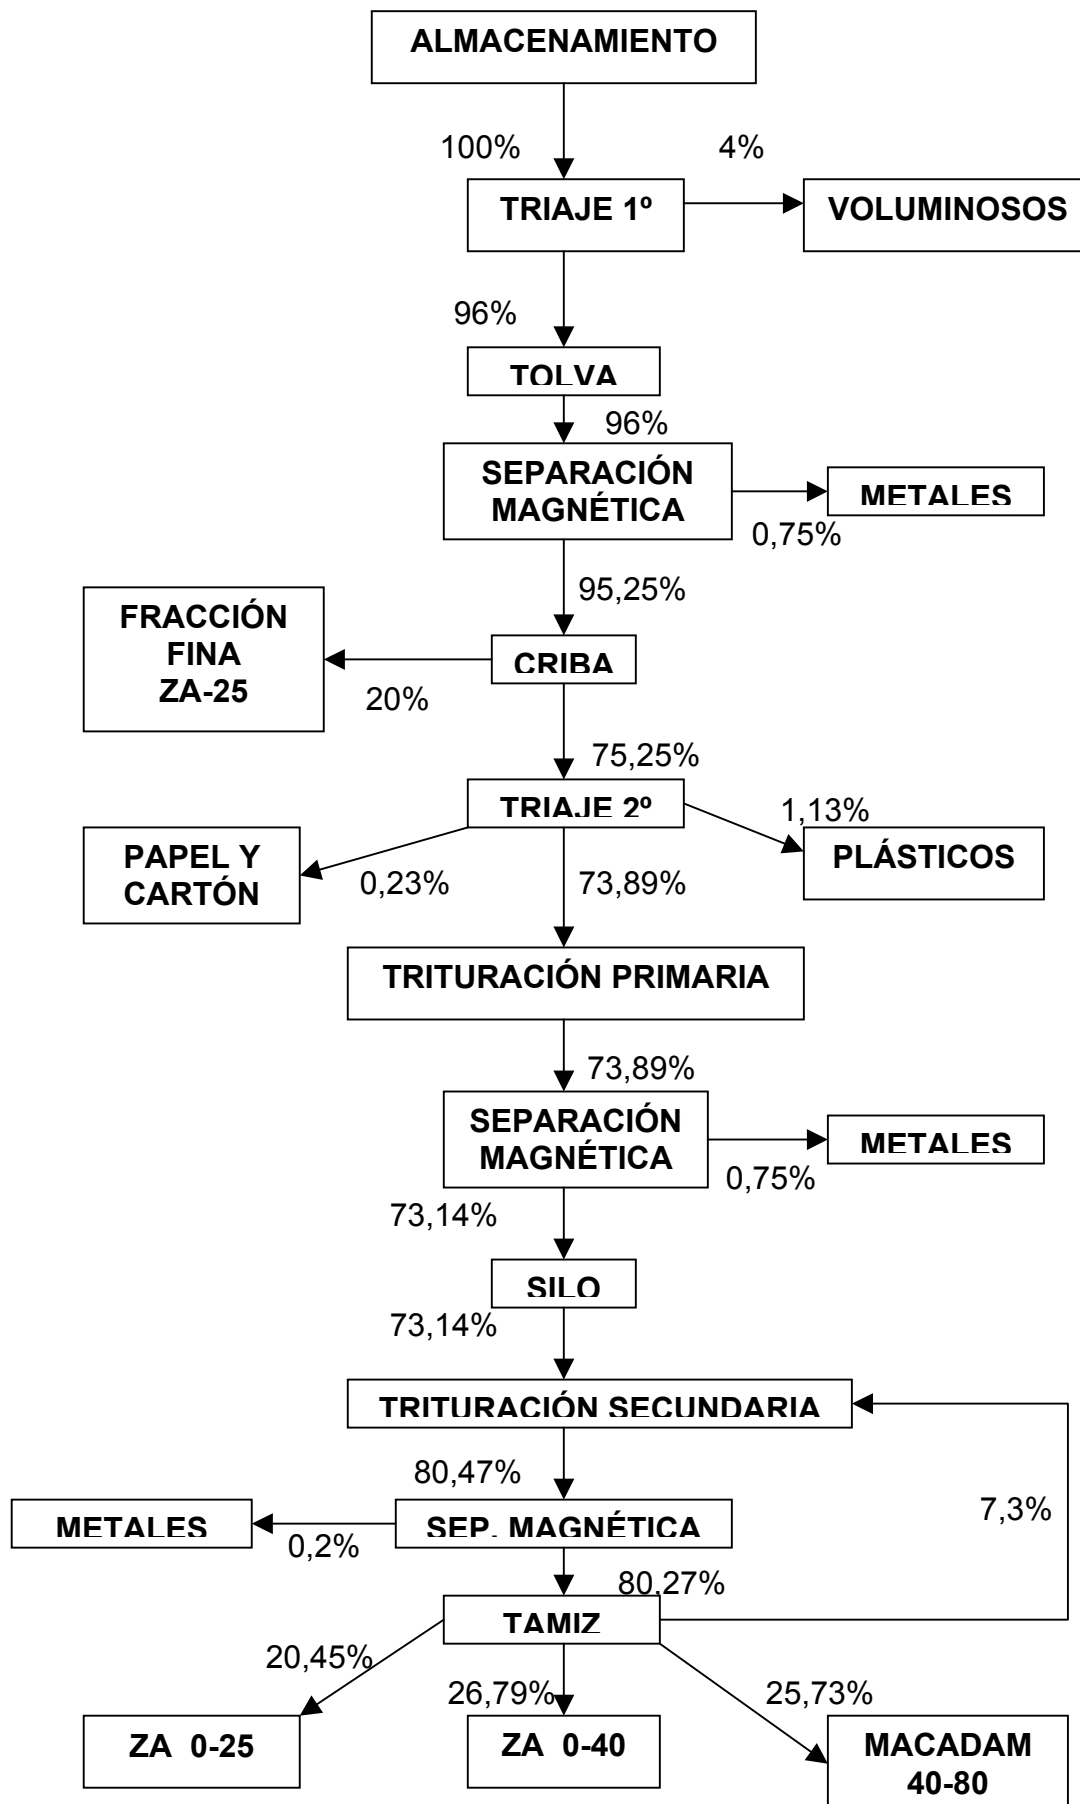 ALMACENAMIENTO
100%
4%
TRIAJE 1º
VOLUMINOSOS
96%
TOLVA
96%
SEPARACIÓN
MAGNÉTICA
METALES
0,75%
95,25%
FRACCIÓN
FINA
ZA-25
CRIBA
20%
75,25%
TRIAJE 2º
1,13%
PAPEL Y
CARTÓN
0,23%
73,89%
PLÁSTICOS
TRITURACIÓN PRIMARIA
73,89%
SEPARACIÓN
MAGNÉTICA
METALES
0,75%
73,14%
SILO
73,14%
TRITURACIÓN SECUNDARIA
80,47%
7,3%
METALES
SEP. MAGNÉTICA
0,2%
80,27%
TAMIZ
20,45%
26,79%
25,73%
ZA 0-25
ZA 0-40
MACADAM
40-80